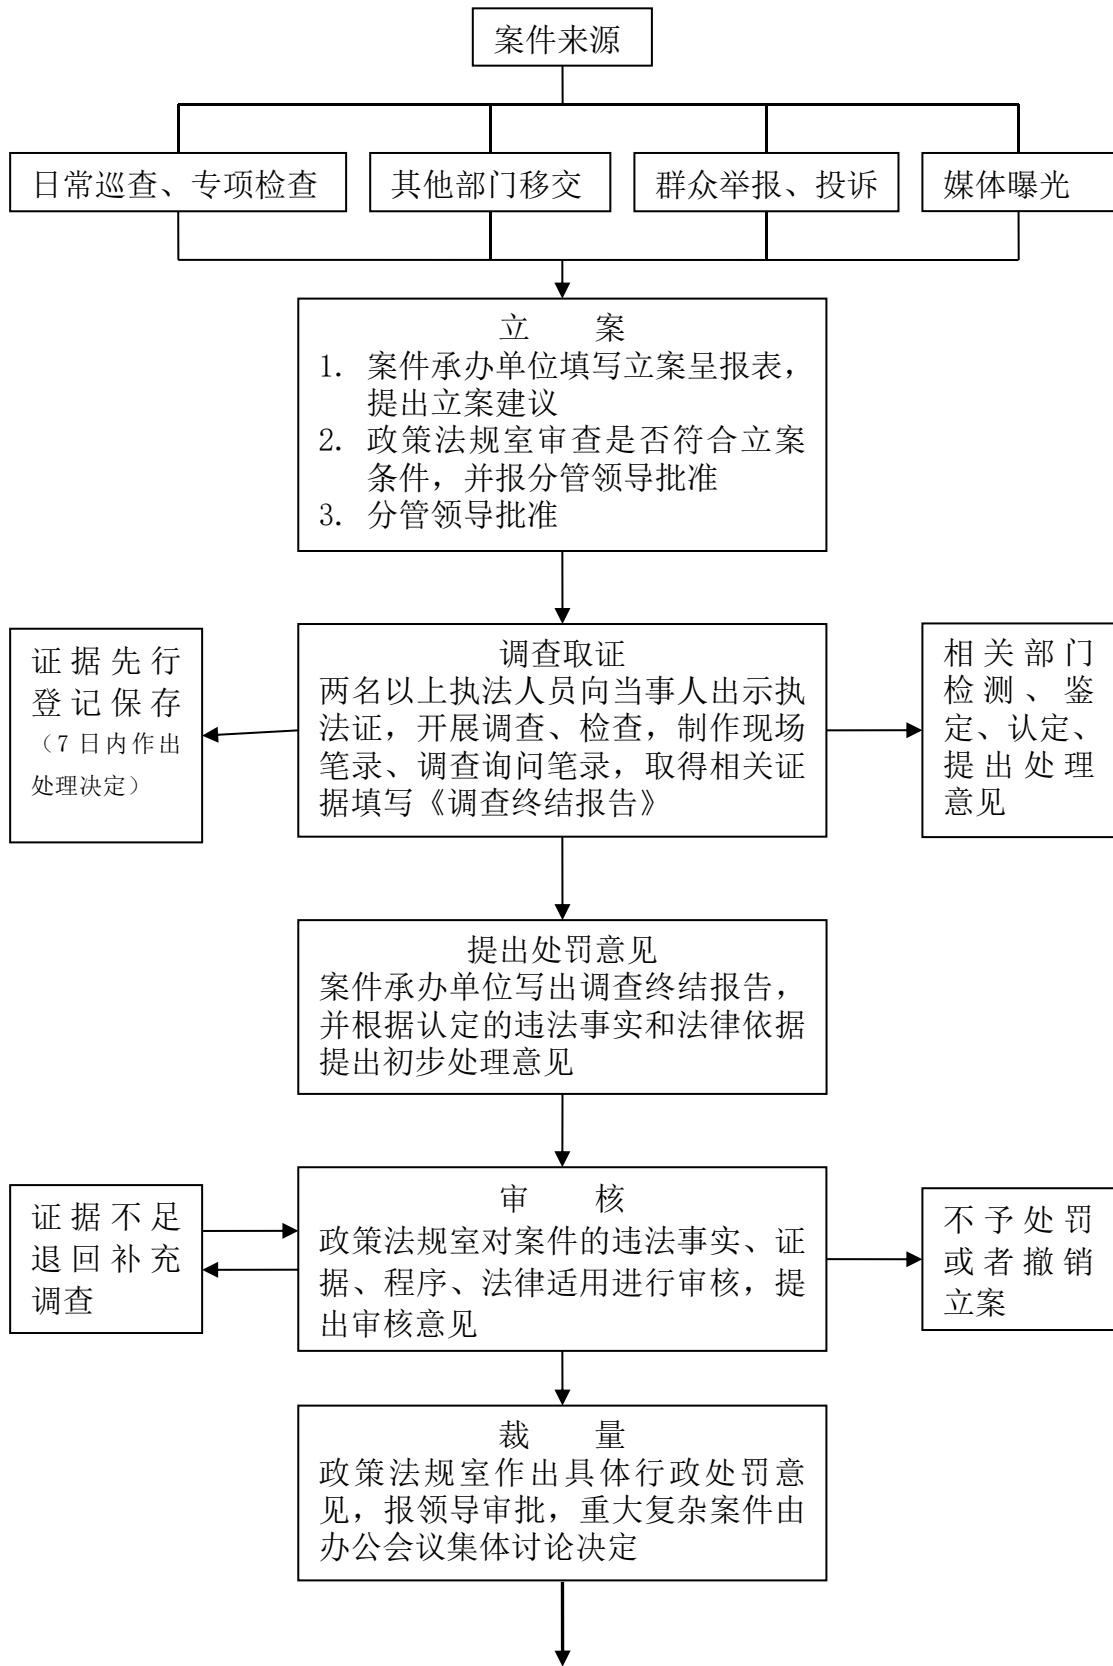 案件来源
日常巡查、专项检查
其他部门移交
群众举报、投诉
媒体曝光
立　　案
1. 案件承办单位填写立案呈报表，
提出立案建议
2. 政策法规室审查是否符合立案
条件，并报分管领导批准
3. 分管领导批准
证据先行
登记保存
（7 日内作出
处理决定）
调查取证
两名以上执法人员向当事人出示执
法证，开展调查、检查，制作现场
笔录、调查询问笔录，取得相关证
据填写《调查终结报告》
相关部门
检测、鉴
定、认定、
提出处理
意见
提出处罚意见
案件承办单位写出调查终结报告，
并根据认定的违法事实和法律依据
提出初步处理意见
证据不足
退回补充
调查
审　　核
政策法规室对案件的违法事实、证
据、程序、法律适用进行审核，提
出审核意见
不予处罚
或者撤销
立案
裁　　量
政策法规室作出具体行政处罚意
见，报领导审批，重大复杂案件由
办公会议集体讨论决定